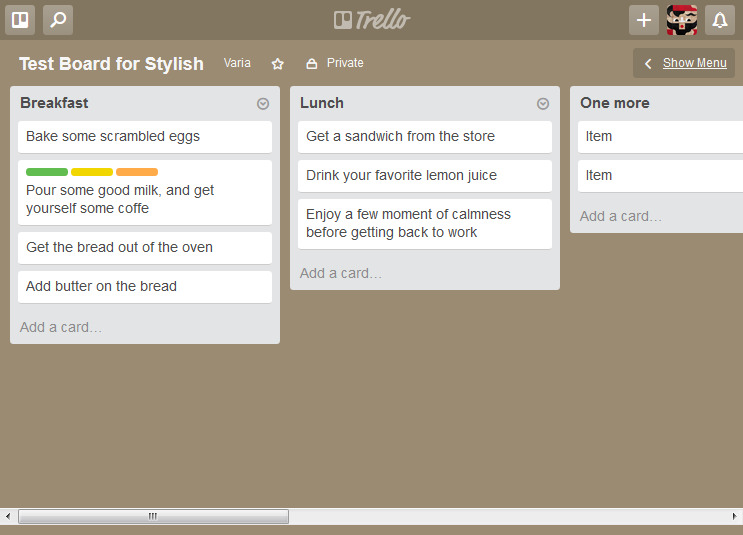 Trello
Test Board for Stylish Varia Private Show Menu
Breakfast
Bake some scrambled eggs
Pour some good milk, and get
yourself some coffe
Get the bread out of the oven
Add butter on the bread
Add a card...
Lunch
Get a sandwich from the store
Drink your favorite lemon juice
Enjoy a few moment of calmness
before getting back to work
Add a card...
One more
Item
Item
Add a card...